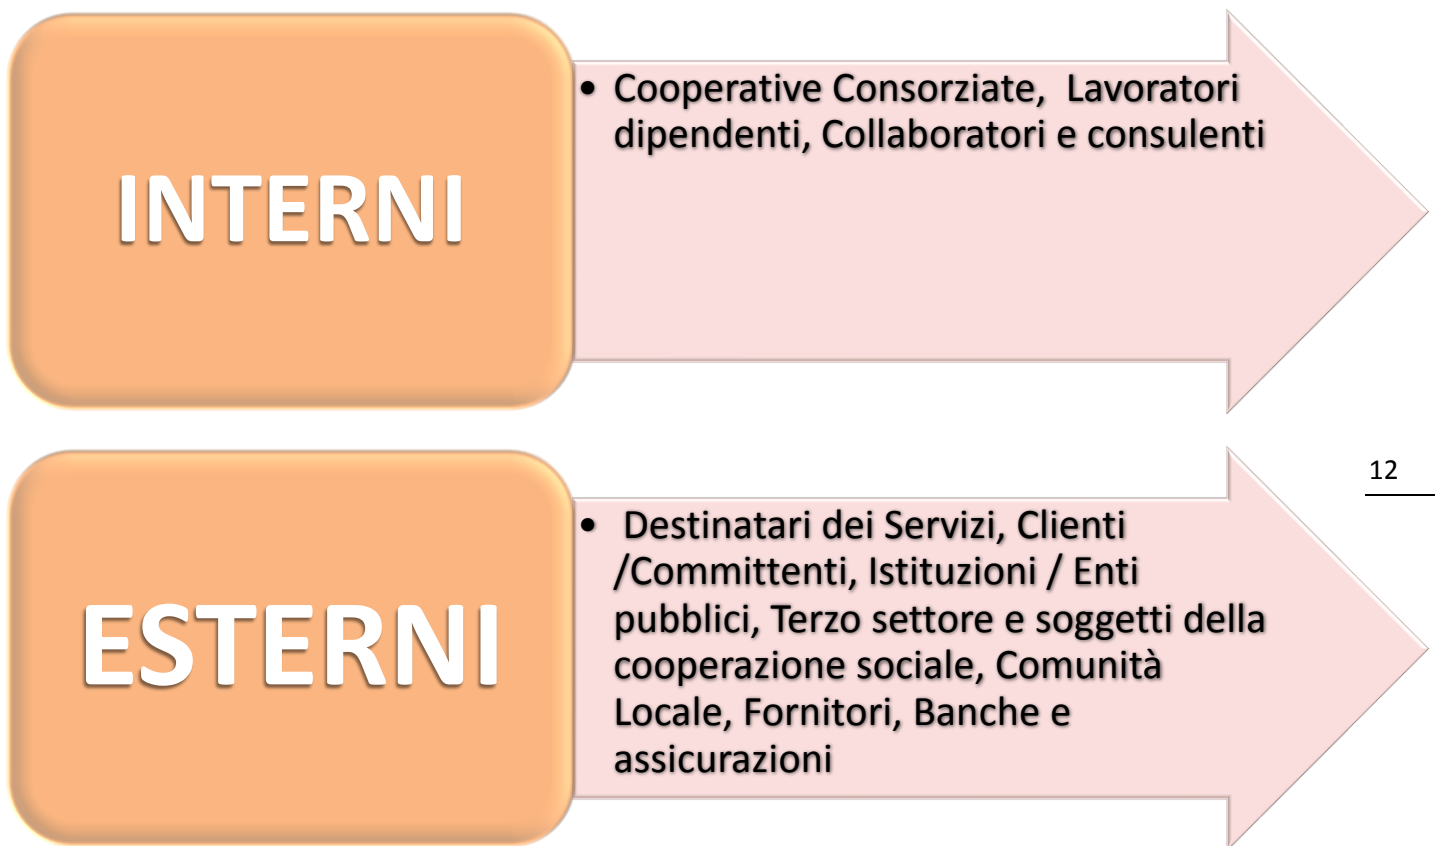 INTERNI
• Cooperative Consorziate, Lavoratori
dipendenti, Collaboratori e consulenti
12
ESTERNI
• Destinatari dei Servizi, Clienti
/Committenti, Istituzioni / Enti
pubblici, Terzo settore e soggetti della
cooperazione sociale, Comunità
Locale, Fornitori, Banche e
assicurazioni